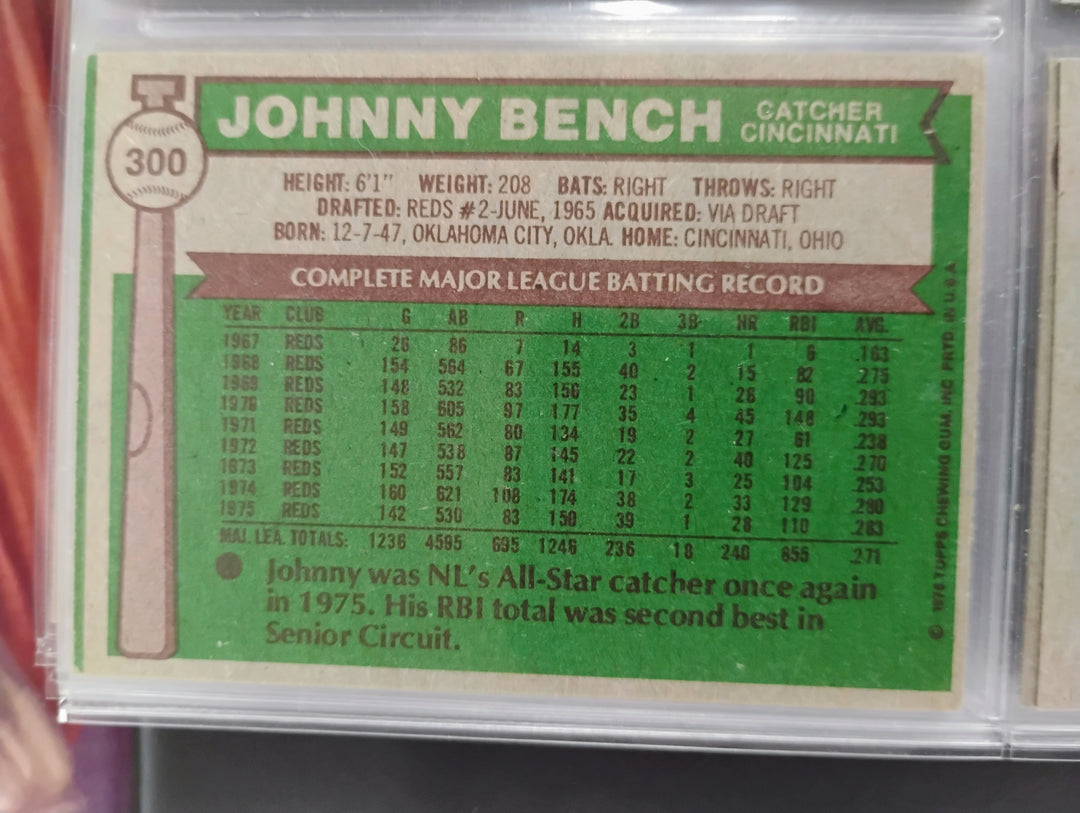 300
JOHNNY BENCH CATCHER
CINCINNATI
HEIGHT: 6'1" WEIGHT: 208 BATS: RIGHT THROWS: RIGHT
DRAFTED: REDS #2-JUNE, 1965 ACQUIRED: VIA DRAFT
BORN: 12-7-47, OKLAHOMA CITY, OKLA. HOME: CINCINNATI, OHIO
COMPLETE MAJOR LEAGUE BATTING RECORD
YEAR CLUB G AB R H 2B 3B HR RBI AVG.
1967 REDS 26 86 7 14 3 1 1 6 .163
1968 REDS 154 564 67 155 40 2 15 82 .275
1969 REDS 148 532 83 156 23 1 26 90 .293
1970 REDS 158 605 97 177 35 4 45 148 .293
1971 REDS 149 562 80 134 19 2 27 61 .238
1972 REDS 147 538 87 145 22 2 40 125 .270
1973 REDS 152 557 83 141 17 3 25 104 .253
1974 REDS 160 621 108 174 38 2 33 129 .280
1975 REDS 142 530 83 150 39 1 28 110 .283
MAJ. LEA. TOTALS: 1236 4595 695 1246 236 18 240 855 .271
Johnny was NL's All-Star catcher once again
in 1975. His RBI total was second best in
Senior Circuit.
© 1976 TOPPS CHEWING GUM, INC. PRTD. IN U.S.A.